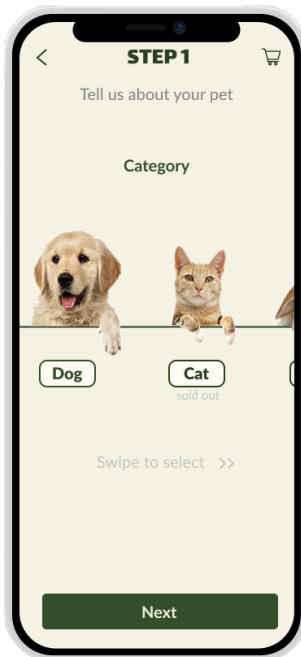 STEP 1
Tell us about your pet
Category
Dog
Cat
sold out
Swipe to select >>
Next